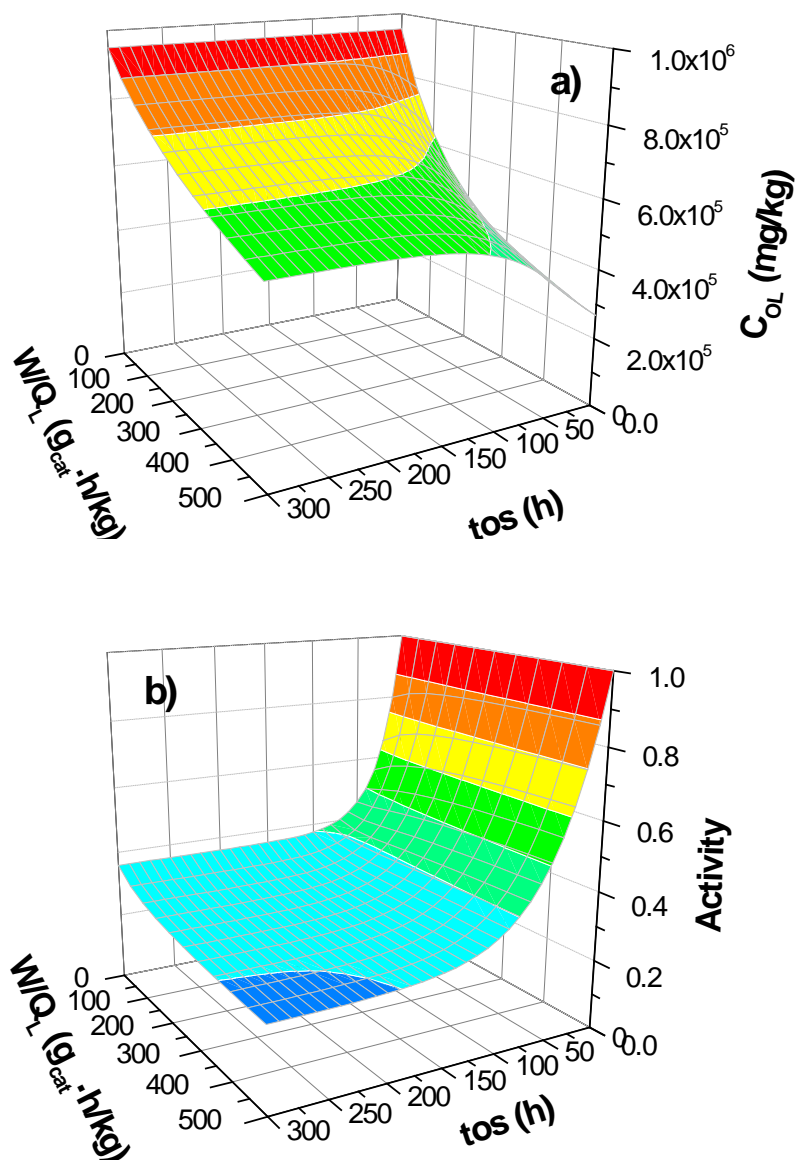 a)
1.0x10⁶
8.0x10⁵
6.0x10⁵
4.0x10⁵
2.0x10⁵
0.0
C_OL (mg/kg)
0
100
200
300
400
500
W/Q_L (g_cat ·h/kg)
300
250
200
150
100
50
0
tos (h)
b)
1.0
0.8
0.6
0.4
0.2
0.0
Activity
0
100
200
300
400
500
W/Q_L (g_cat ·h/kg)
300
250
200
150
100
50
0
tos (h)